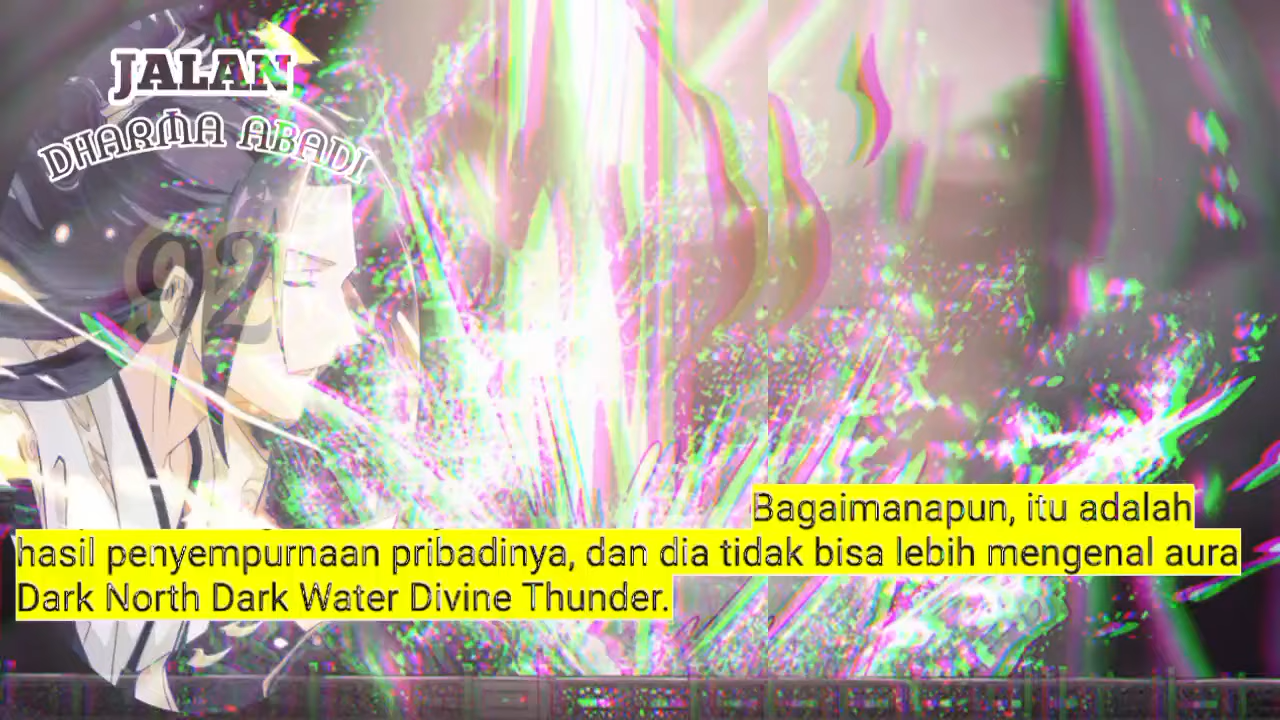 JALAN
DHARMA ABADI
92
Bagaimanapun, itu adalah
hasil penyempurnaan pribadinya, dan dia tidak bisa lebih mengenal aura
Dark North Dark Water Divine Thunder.